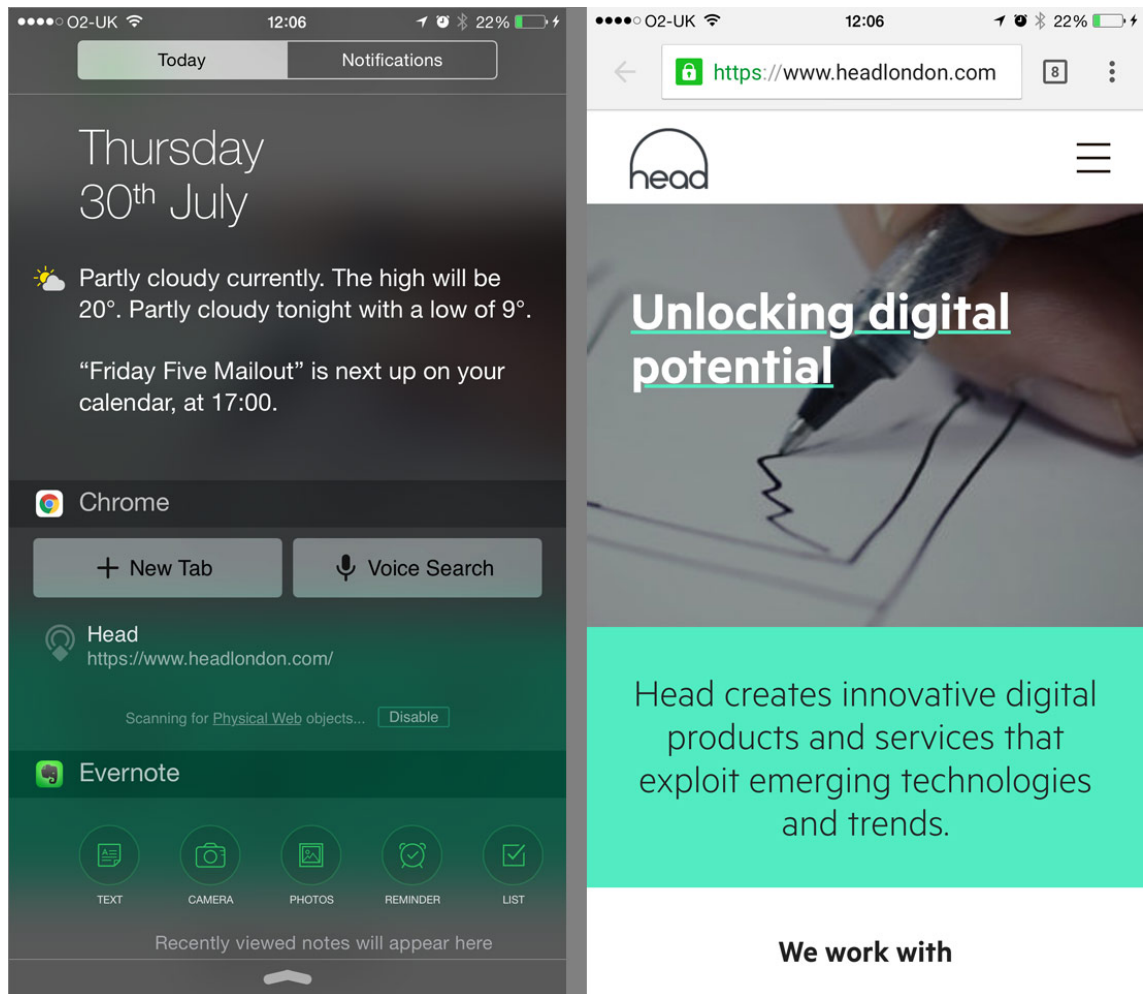 O2-UK 12:06 22%
Today Notifications
Thursday
30th July
Partly cloudy currently. The high will be
20°. Partly cloudy tonight with a low of 9°.
“Friday Five Mailout” is next up on your
calendar, at 17:00.
Chrome
+ New Tab Voice Search
Head
https://www.headlondon.com/
Scanning for Physical Web objects... Disable
Evernote
TEXT CAMERA PHOTOS REMINDER LIST
Recently viewed notes will appear here
O2-UK 12:06 22%
https://www.headlondon.com 8
head
Unlocking digital
potential
Head creates innovative digital
products and services that
exploit emerging technologies
and trends.
We work with